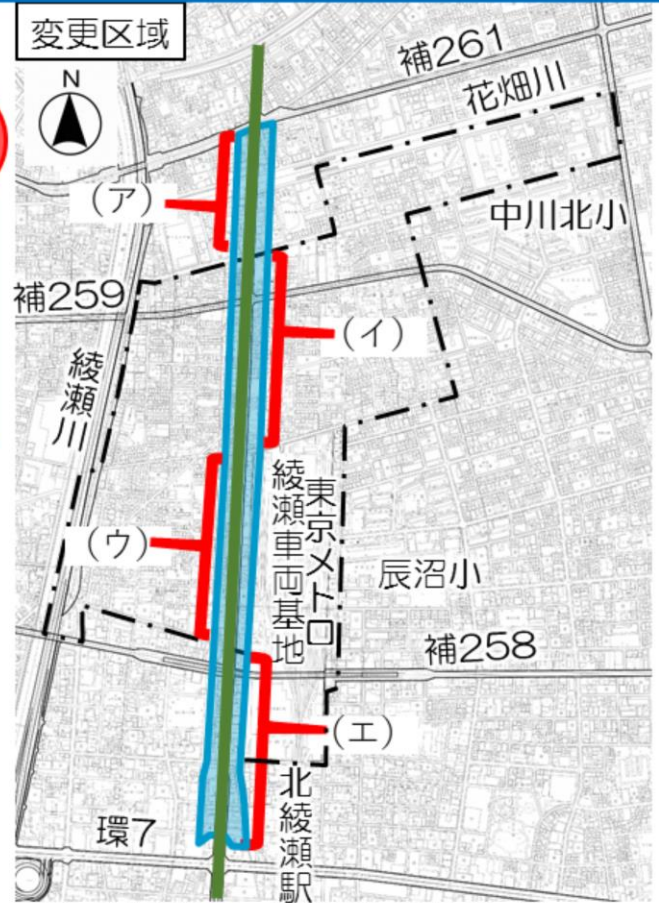 変更区域
N
補261
花畑川
(ア)
中川北小
補259
(イ)
綾瀬川
(ウ)
東京メトロ
綾瀬車両基地
辰沼小
補258
(エ)
北綾瀬駅
環7